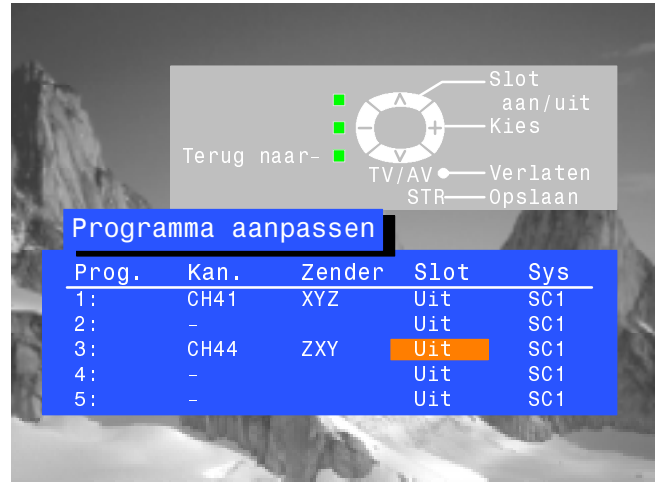 Slot
aan/uit
Kies
Terug naar–
TV/AV Verlaten
STR Opslaan
Programma aanpassen
Prog. Kan. Zender Slot Sys
1: CH41 XYZ Uit SC1
2: – Uit SC1
3: CH44 ZXY Uit SC1
4: – Uit SC1
5: – Uit SC1